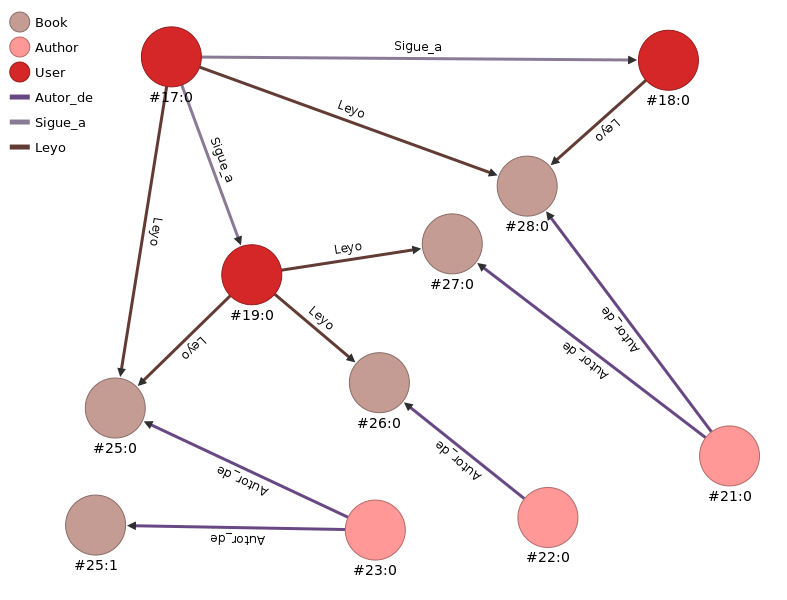 Book
Author
User
Autor_de
Sigue_a
Leyo
Sigue_a
#17:0
#18:0
Leyo
Leyo
Sigue_a
#28:0
Leyo
Leyo
#27:0
#19:0
Leyo
Autor_de
Leyo
Autor_de
#26:0
#25:0
Autor_de
Autor_de
#21:0
Autor_de
#22:0
#25:1
#23:0